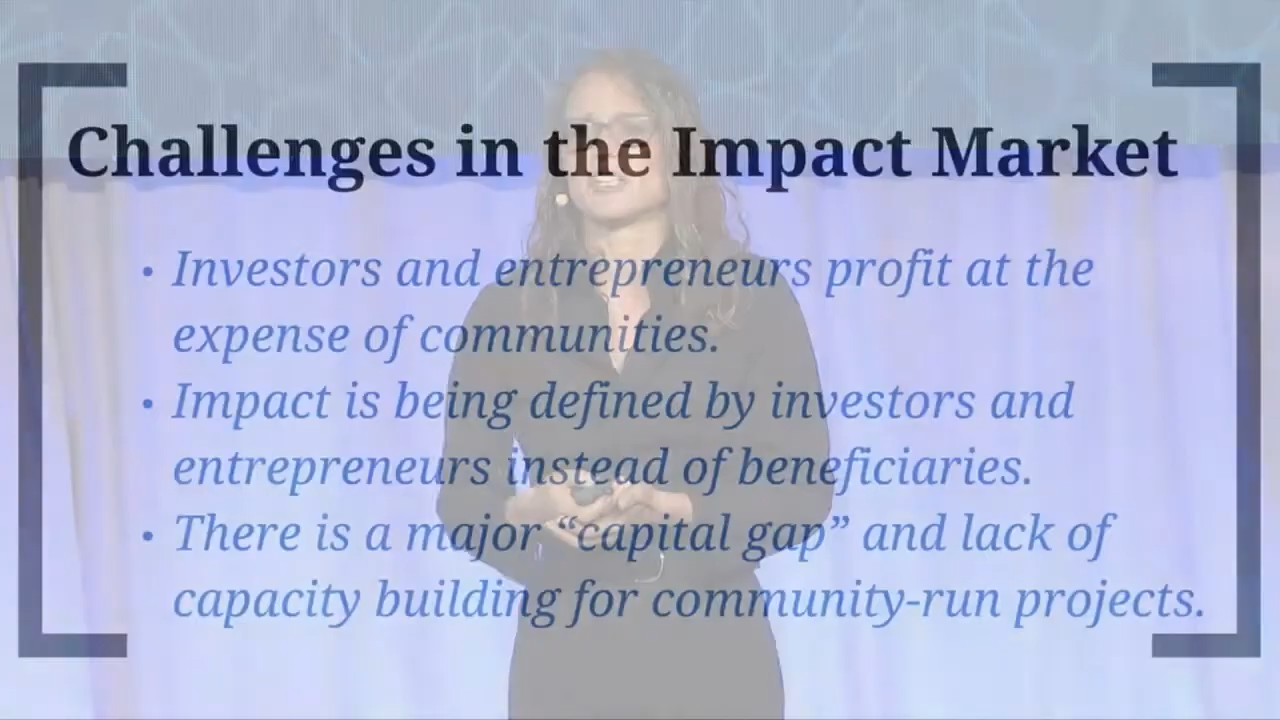 Challenges in the Impact Market
• Investors and entrepreneurs profit at the
expense of communities.
• Impact is being defined by investors and
entrepreneurs instead of beneficiaries.
• There is a major “capital gap” and lack of
capacity building for community-run projects.